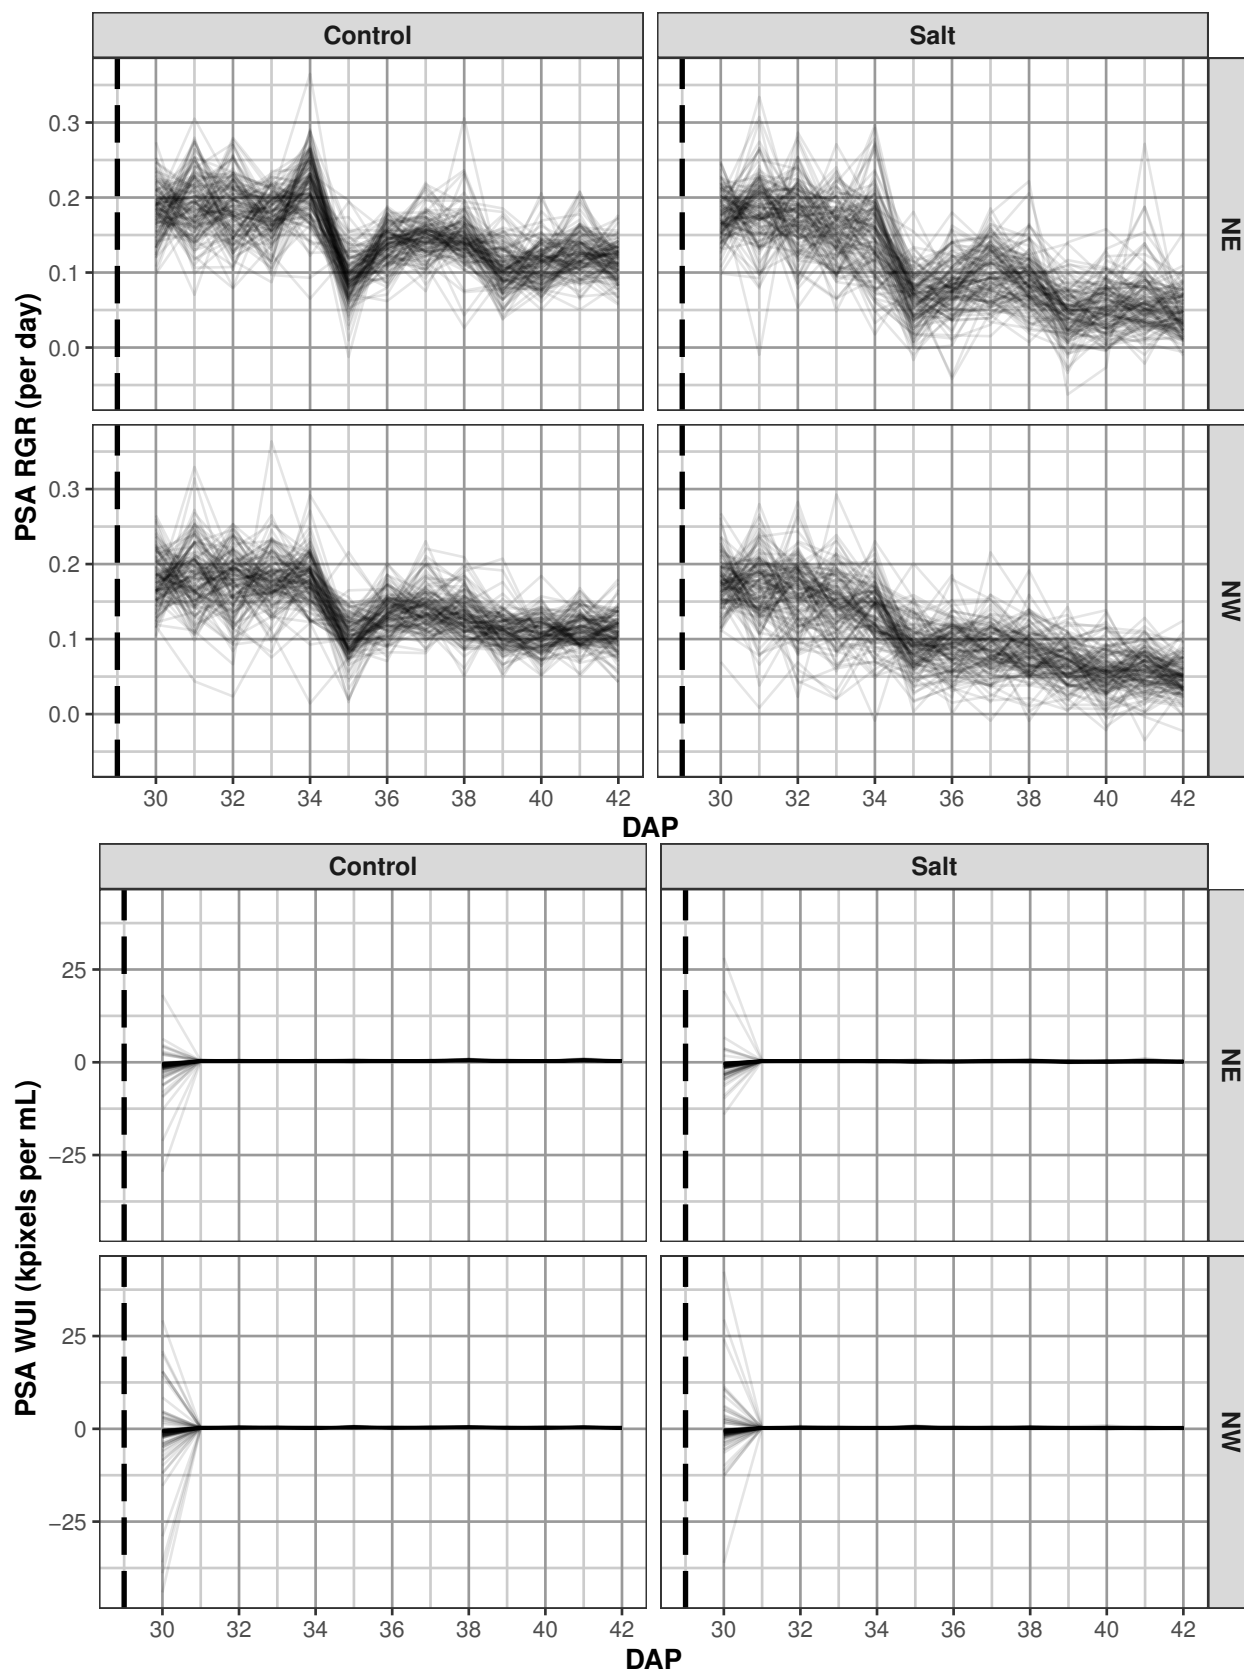 Control Salt
0.3
0.2
0.1
0.0
NE
PSA RGR (per day)
0.3
0.2
0.1
0.0
NW
30 32 34 36 38 40 42 30 32 34 36 38 40 42
DAP
Control Salt
25
0
−25
NE
PSA WUI (kpixels per mL)
25
0
−25
NW
30 32 34 36 38 40 42 30 32 34 36 38 40 42
DAP